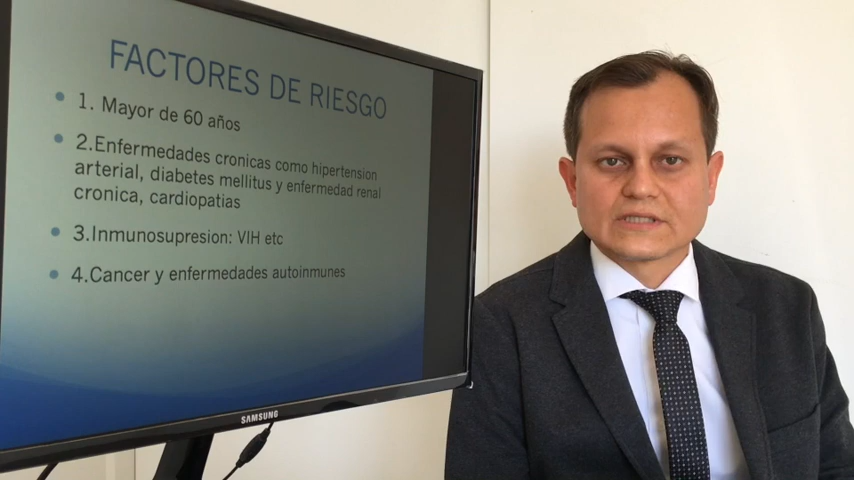 FACTORES DE RIESGO
• 1. Mayor de 60 años
• 2.Enfermedades cronicas como hipertension
arterial, diabetes mellitus y enfermedad renal
cronica, cardiopatias
• 3.Inmunosupresion: VIH etc
• 4.Cancer y enfermedades autoinmunes
SAMSUNG